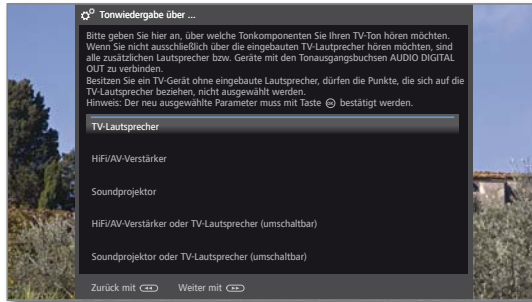 Tonwiedergabe über ...
Bitte geben Sie hier an, über welche Tonkomponenten Sie Ihren TV-Ton hören möchten.
Wenn Sie nicht ausschließlich über die eingebauten TV-Lautprecher hören möchten, sind
alle zusätzlichen Lautsprecher bzw. Geräte mit den Tonausgangsbuchsen AUDIO DIGITAL
OUT zu verbinden.
Besitzen Sie ein TV-Gerät ohne eingebaute Lautsprecher, dürfen die Punkte, die sich auf die
TV-Lautprecher beziehen, nicht ausgewählt werden.
Hinweis: Der neu ausgewählte Parameter muss mit Taste OK bestätigt werden.
TV-Lautsprecher
HiFi/AV-Verstärker
Soundprojektor
HiFi/AV-Verstärker oder TV-Lautsprecher (umschaltbar)
Soundprojektor oder TV-Lautsprecher (umschaltbar)
Zurück mit Weiter mit